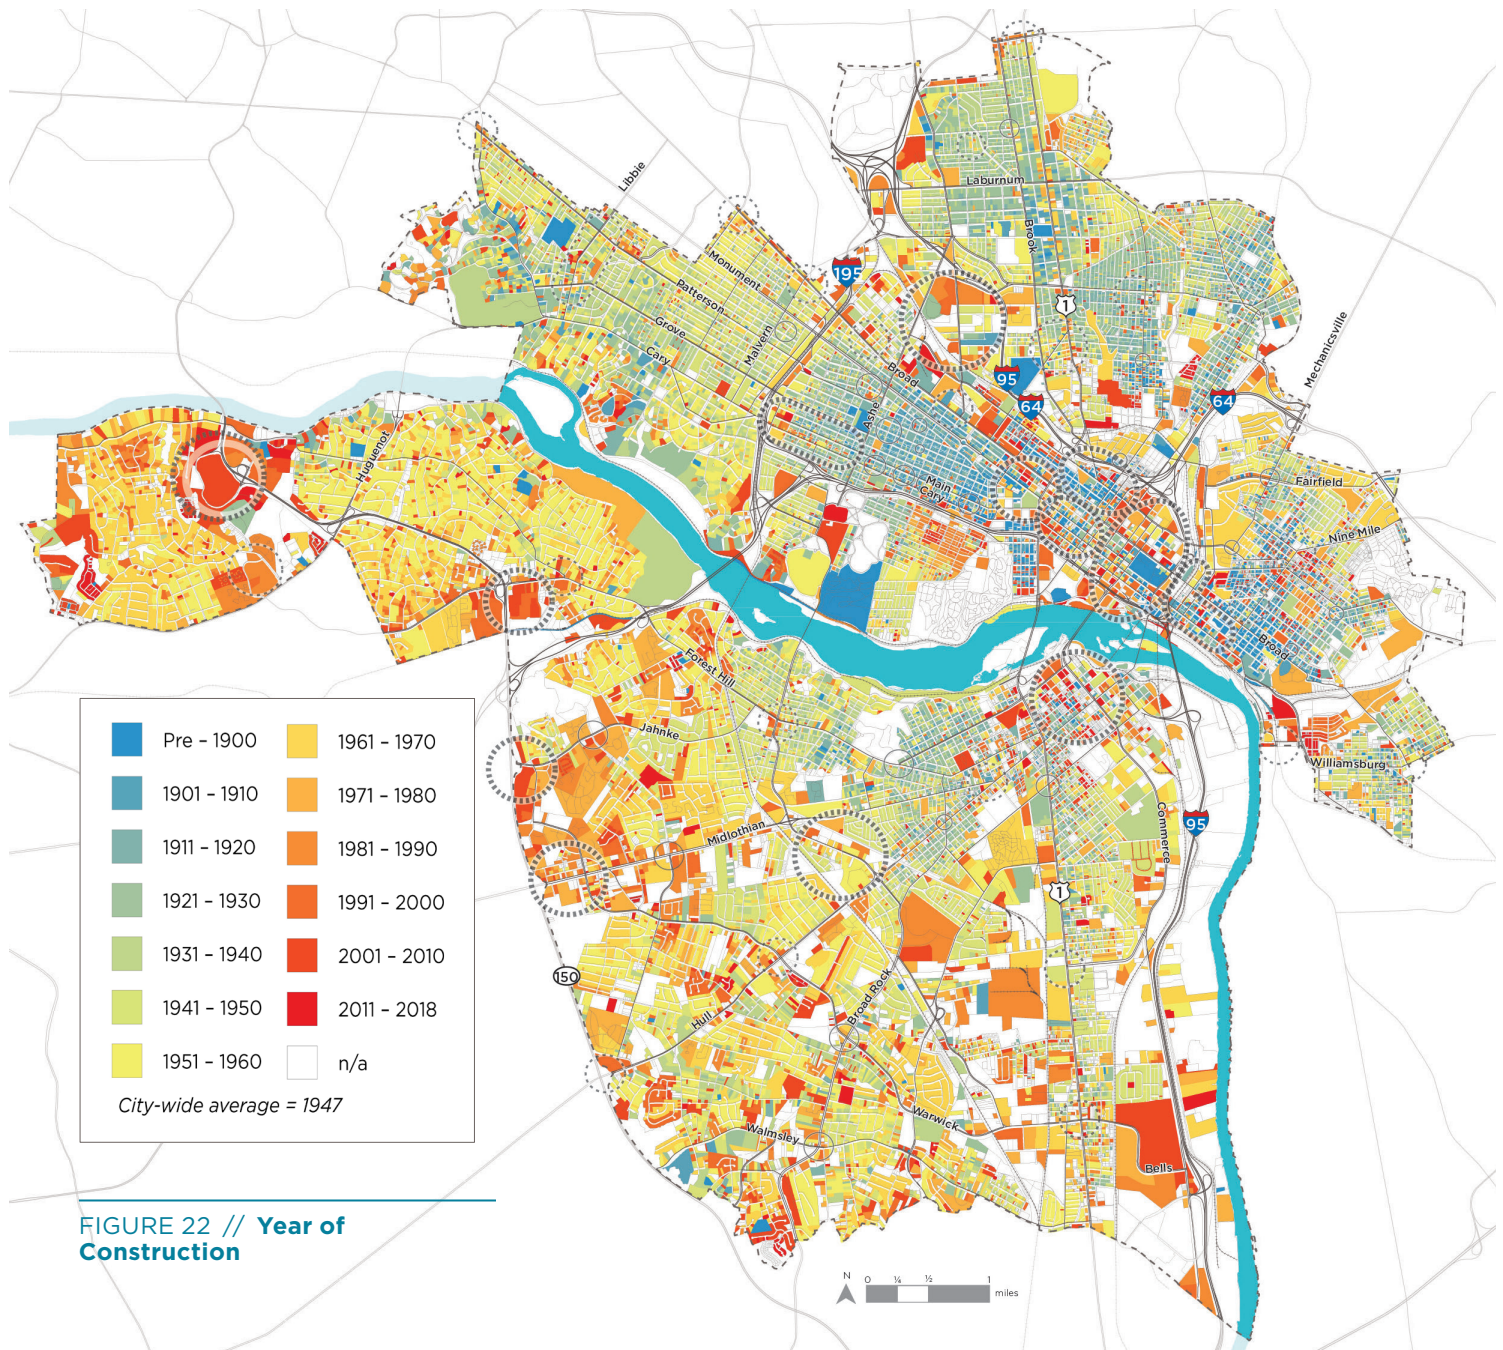 Laburnum
Libbie
Brook
Monument
195
Patterson
1
Grove
Malvern
Mechanicsville
Cary
Broad
95
64
64
Ashe
Huguenot
Main
Cary
Fairfield
Nine Mile
Broad
Forest Hill
Jahnke
Williamsburg
Midlothian
Commerce
95
1
150
Broad Rock
Hull
Warwick
Walmsley
Bells
Pre – 1900
1901 – 1910
1911 – 1920
1921 – 1930
1931 – 1940
1941 – 1950
1951 – 1960
1961 – 1970
1971 – 1980
1981 – 1990
1991 – 2000
2001 – 2010
2011 – 2018
n/a
City-wide average = 1947
FIGURE 22 // Year of
Construction
N
0 ¼ ½ 1
miles